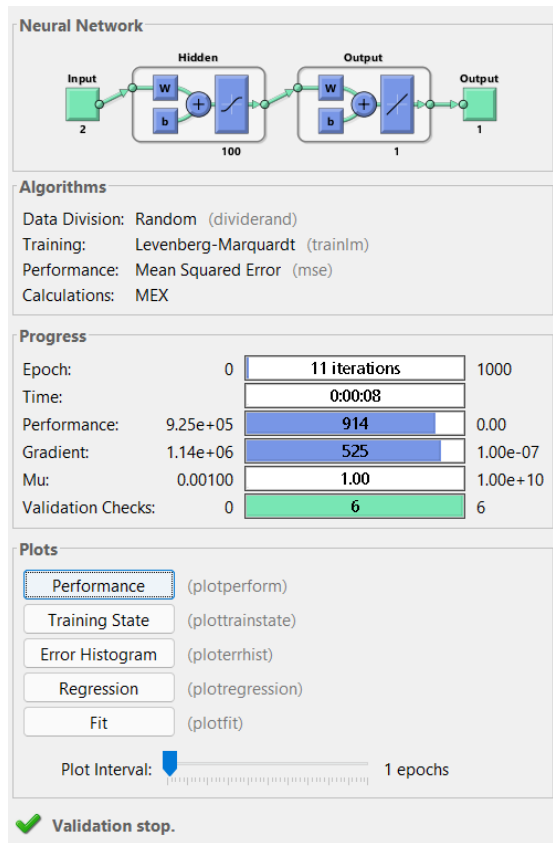 Neural Network
Hidden Output
Input W b + W b + Output
2 100 1 1
Algorithms
Data Division: Random (dividerand)
Training: Levenberg-Marquardt (trainlm)
Performance: Mean Squared Error (mse)
Calculations: MEX
Progress
Epoch: 0 11 iterations 1000
Time: 0:00:08
Performance: 9.25e+05 914 0.00
Gradient: 1.14e+06 525 1.00e-07
Mu: 0.00100 1.00 1.00e+10
Validation Checks: 0 6 6
Plots
Performance (plotperform)
Training State (plottrainstate)
Error Histogram (ploterrhist)
Regression (plotregression)
Fit (plotfit)
Plot Interval: 1 epochs
Validation stop.